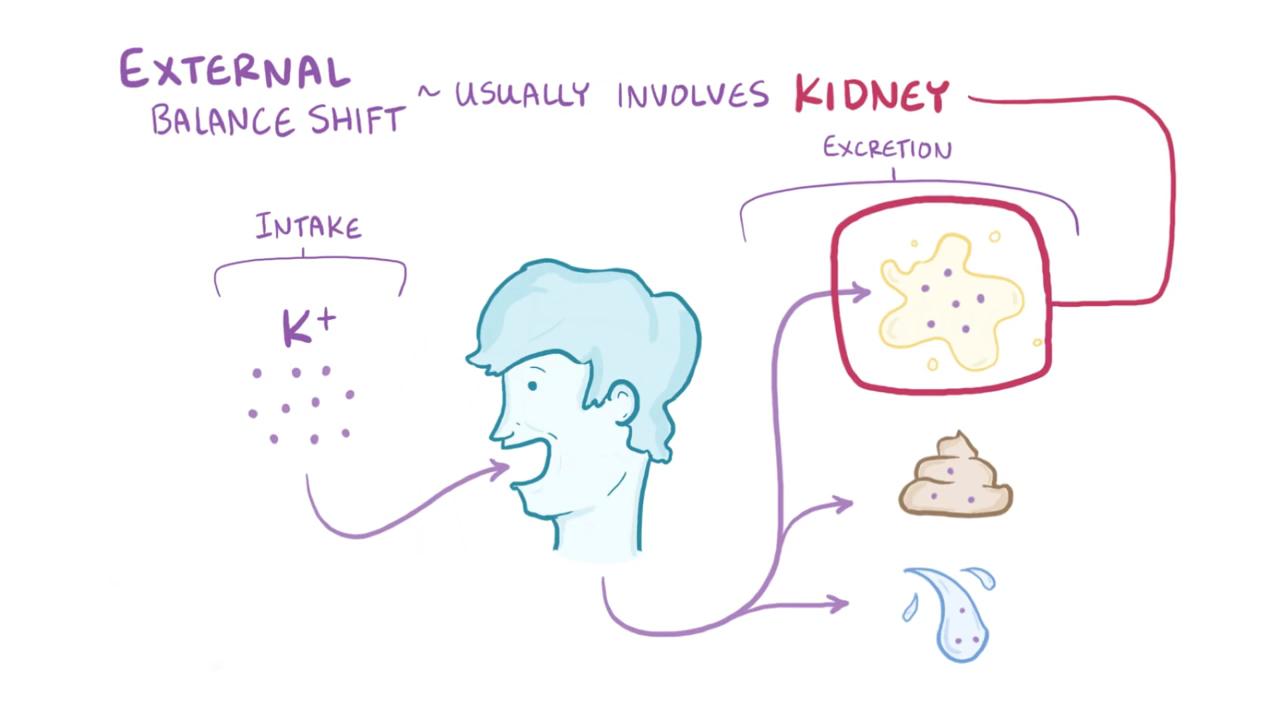 EXTERNAL
BALANCE SHIFT
~ USUALLY INVOLVES KIDNEY
EXCRETION
INTAKE
K+